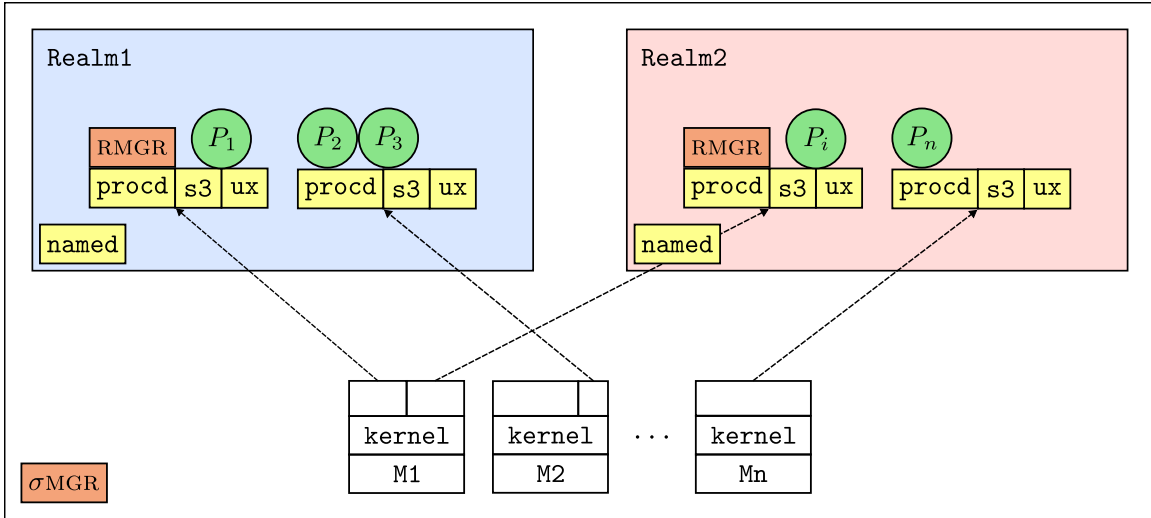 Realm1
Realm2
RMGR P₁ P₂ P₃
procd s3 ux procd s3 ux
named
RMGR Pᵢ Pₙ
procd s3 ux procd s3 ux
named
kernel kernel ... kernel
M1 M2 Mn
σMGR